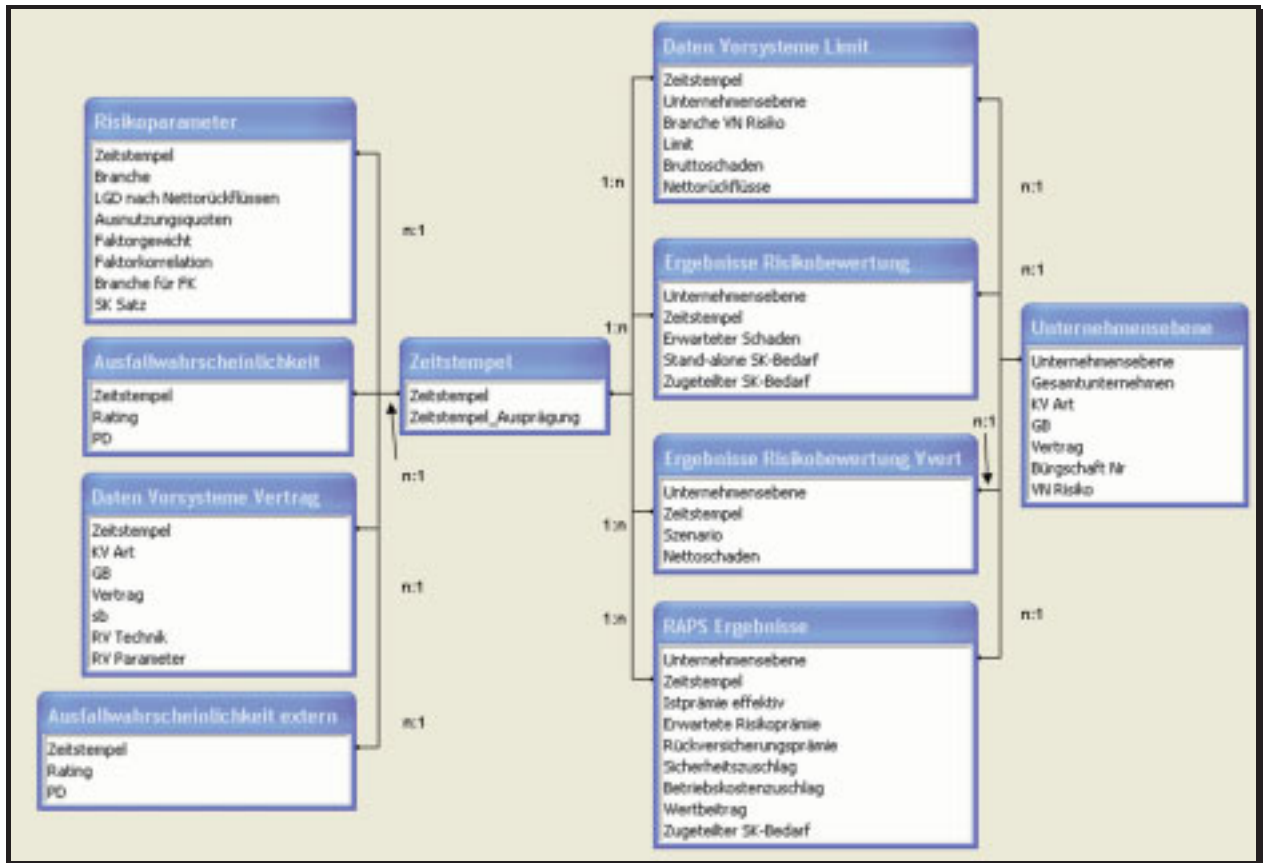 Risikoparameter
Zeitstempel
Branche
LGD nach Nettorückflüssen
Ausnutzungsquoten
Faktorgewicht
Faktorkorrelation
Branche für PK
SK Satz
n:1
Ausfallwahrscheinlichkeit
Zeitstempel
Rating
PD
n:1
Daten Vorsysteme Vertrag
Zeitstempel
KV Art
GB
Vertrag
sb
RV Technik
RV Parameter
n:1
Ausfallwahrscheinlichkeit extern
Zeitstempel
Rating
PD
n:1
Zeitstempel
Zeitstempel
Zeitstempel_Ausprägung
Daten Vorsysteme Limit
Zeitstempel
Unternehmensebene
Branche VN Risiko
Limit
Bruttoschaden
Nettorückflüsse
1:n
n:1
Ergebnisse Risikobewertung
Unternehmensebene
Zeitstempel
Erwarteter Schaden
Stand-alone SK-Bedarf
Zugeteilter SK-Bedarf
1:n
n:1
Ergebnisse Risikobewertung Yvert
Unternehmensebene
Zeitstempel
Szenario
Nettoschaden
1:n
n:1
RAPS Ergebnisse
Unternehmensebene
Zeitstempel
Istprämie effektiv
Erwartete Risikoprämie
Rückversicherungsprämie
Sicherheitszuschlag
Betriebskostenzuschlag
Wertbeitrag
Zugeteilter SK-Bedarf
1:n
n:1
Unternehmensebene
Unternehmensebene
Gesamtunternehmen
KV Art
GB
Vertrag
Bürgschaft Nr
VN Risiko